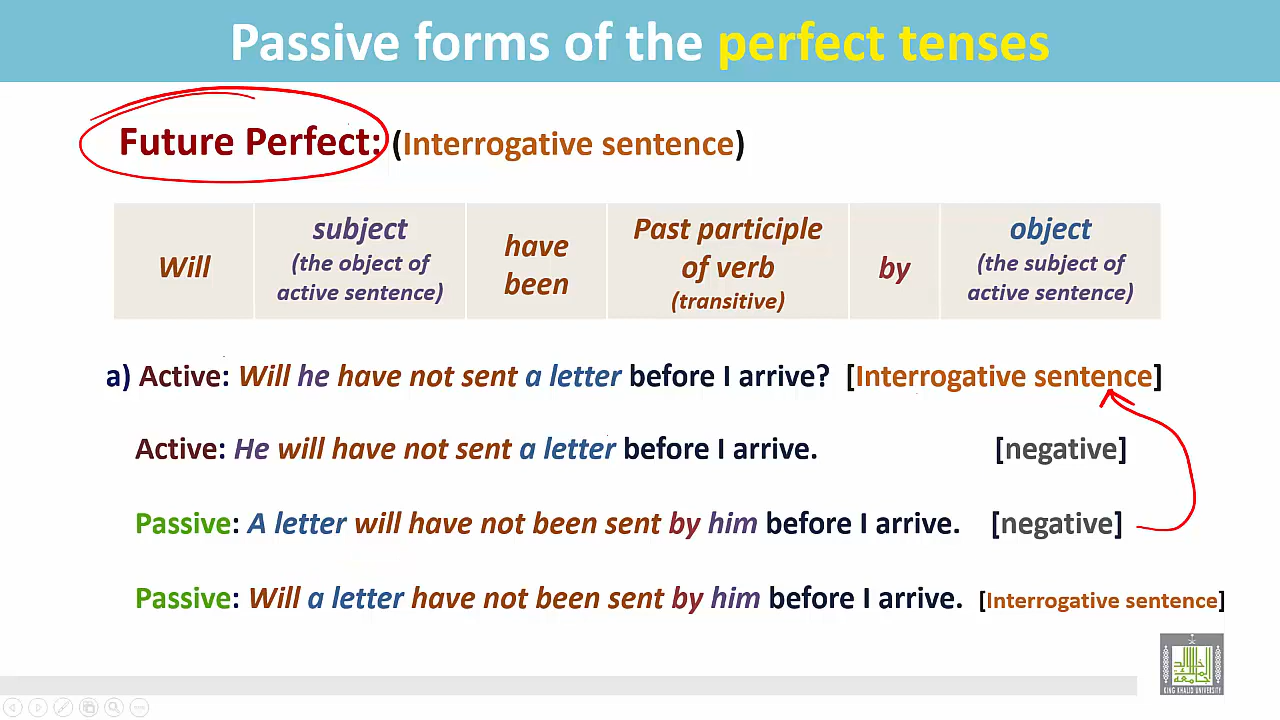 Passive forms of the perfect tenses
Future Perfect: (Interrogative sentence)
Will
subject
(the object of
active sentence)
have
been
Past participle
of verb
(transitive)
by
object
(the subject of
active sentence)
a) Active: Will he have not sent a letter before I arrive? [Interrogative sentence]
Active: He will have not sent a letter before I arrive. [negative]
Passive: A letter will have not been sent by him before I arrive. [negative]
Passive: Will a letter have not been sent by him before I arrive. [Interrogative sentence]
KING KHALID UNIVERSITY